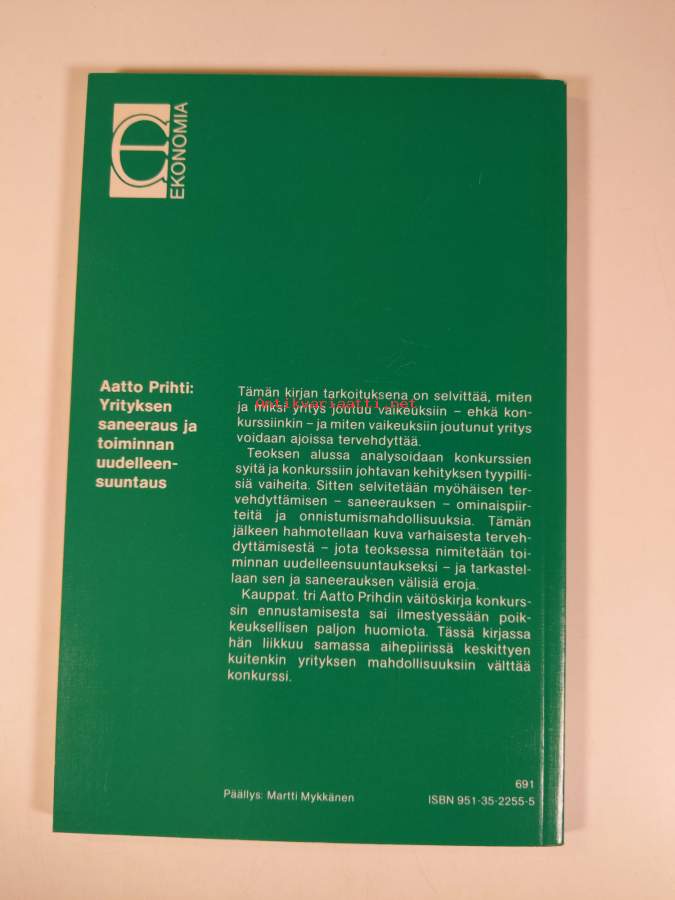 EKONOMIA
Aatto Prihti:
Yrityksen
saneeraus ja
toiminnan
uudelleen-
suuntaus
Tämän kirjan tarkoituksena on selvittää, miten
ja miksi yritys joutuu vaikeuksiin – ehkä kon-
kurssiinkin – ja miten vaikeuksiin joutunut yritys
voidaan ajoissa tervehdyttää.
Teoksen alussa analysoidaan konkurssien
syitä ja konkurssiin johtavan kehityksen tyypilli-
siä vaiheita. Sitten selvitetään myöhäisen ter-
vehdyttämisen – saneerauksen – ominaispiir-
teitä ja onnistumismahdollisuuksia. Tämän
jälkeen hahmotellaan kuva varhaisesta terveh-
dyttämisestä – jota teoksessa nimitetään toi-
minnan uudelleensuuntaukseksi – ja tarkastel-
laan sen ja saneerauksen välisiä eroja.
Kauppat. tri Aatto Prihdin väitöskirja konkurs-
sin ennustamisesta sai ilmestyessään poik-
keuksellisen paljon huomiota. Tässä kirjassa
hän liikkuu samassa aihepiirissä keskittyen
kuitenkin yrityksen mahdollisuuksiin välttää
konkurssi.
Antikvariaatti.net
691
Päällys: Martti Mykkänen
ISBN 951-35-2255-5